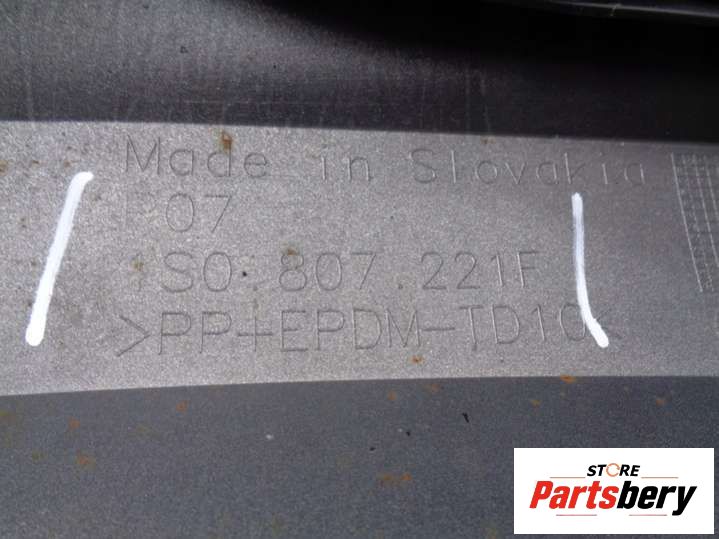 Made in Slovakia
P07
1S0.807.221F
>PP+EPDM-TD10<
STORE
Partsbery